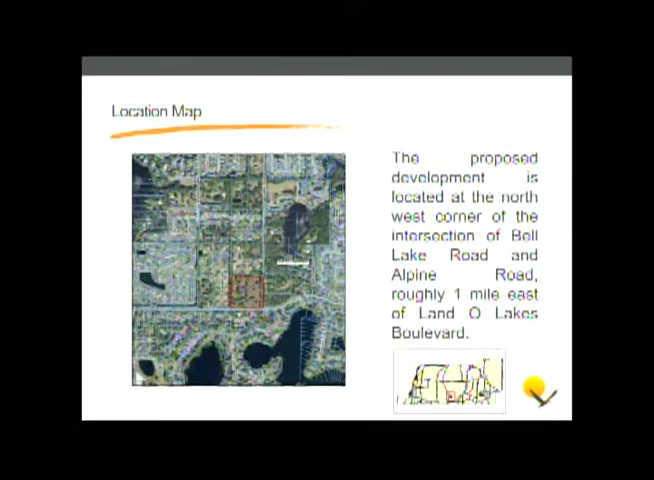 Location Map
The proposed
development is
located at the north
west corner of the
intersection of Bell
Lake Road and
Alpine Road,
roughly 1 mile east
of Land O Lakes
Boulevard.